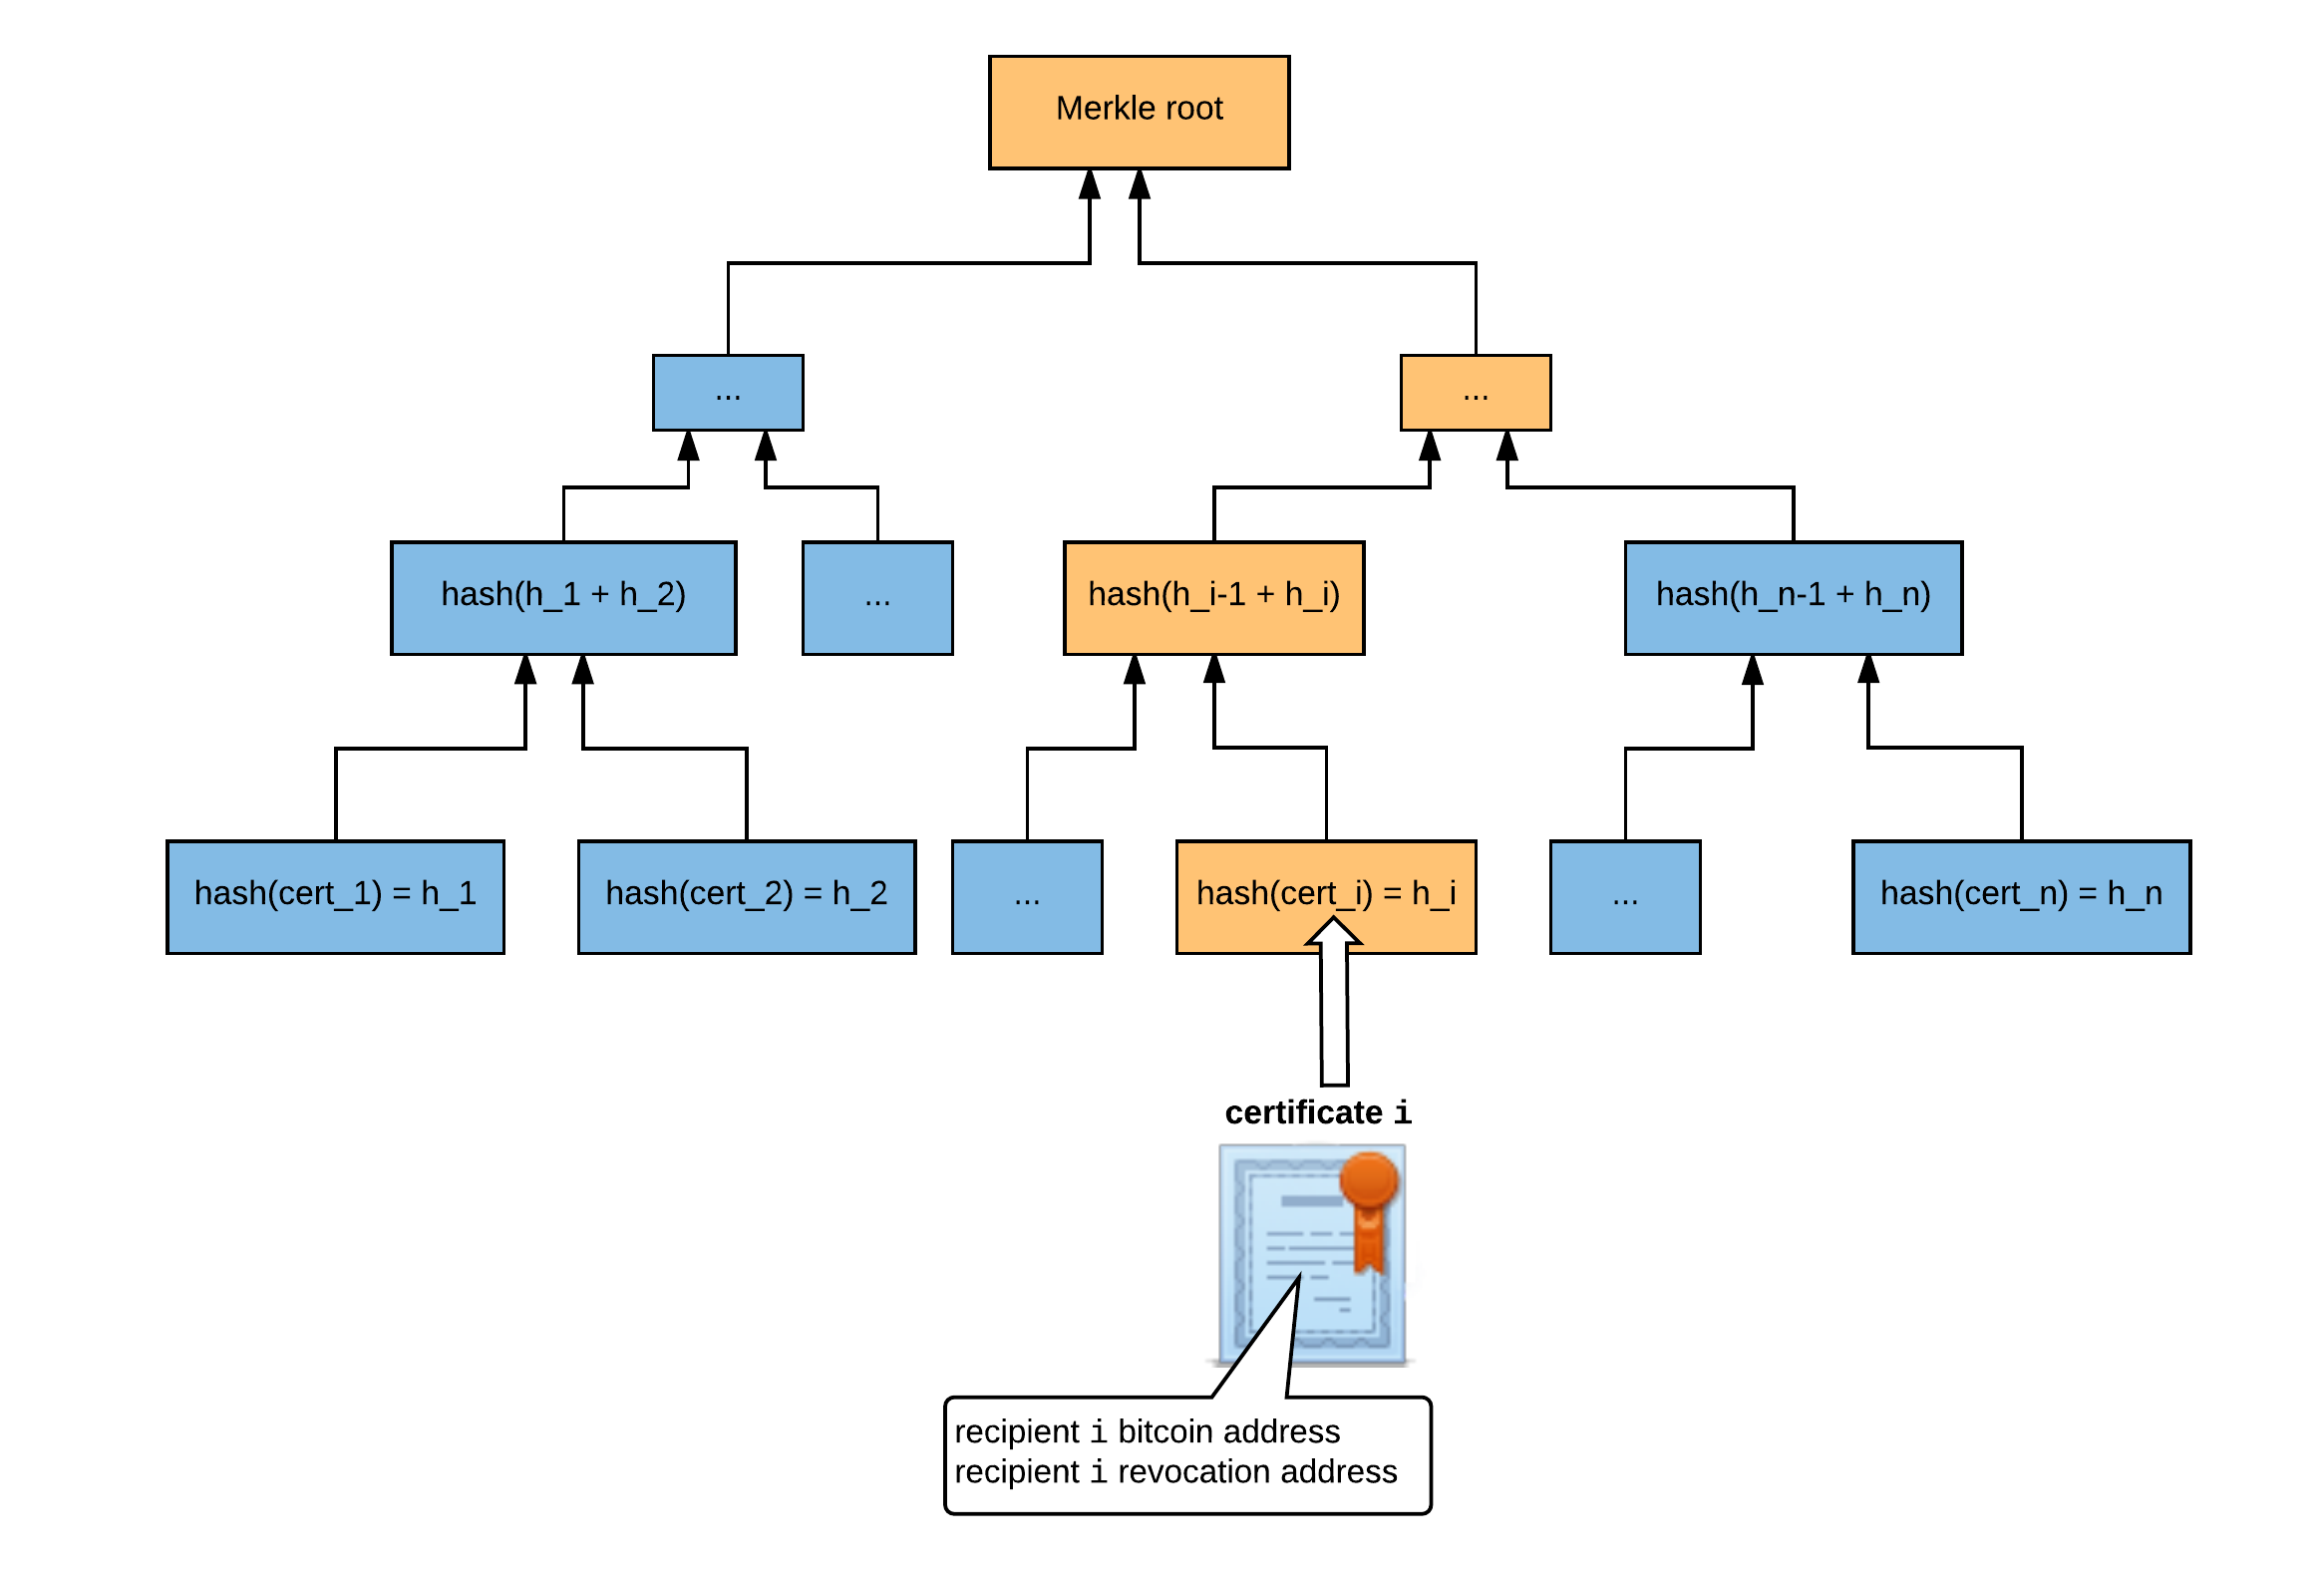 Merkle root
...
...
hash(h_1 + h_2)
...
hash(h_i-1 + h_i)
hash(h_n-1 + h_n)
hash(cert_1) = h_1
hash(cert_2) = h_2
...
hash(cert_i) = h_i
...
hash(cert_n) = h_n
certificate i
recipient i bitcoin address
recipient i revocation address